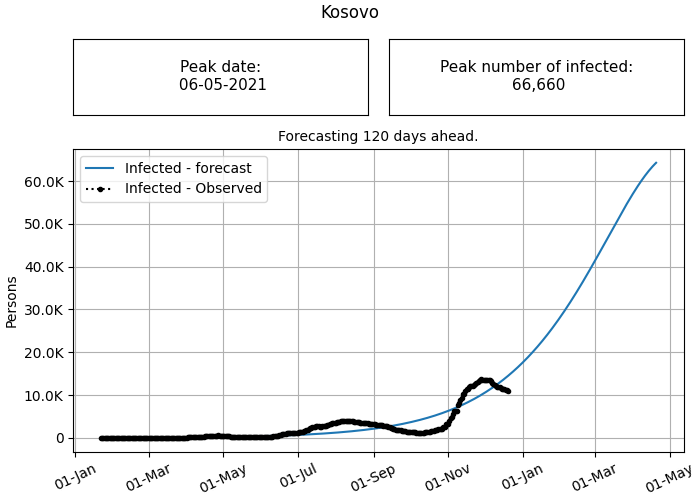 Kosovo
Peak date:
06-05-2021
Peak number of infected:
66,660
Forecasting 120 days ahead.
Infected - forecast
Infected - Observed
Persons
60.0K
50.0K
40.0K
30.0K
20.0K
10.0K
0
01-Jan
01-Mar
01-May
01-Jul
01-Sep
01-Nov
01-Jan
01-Mar
01-May